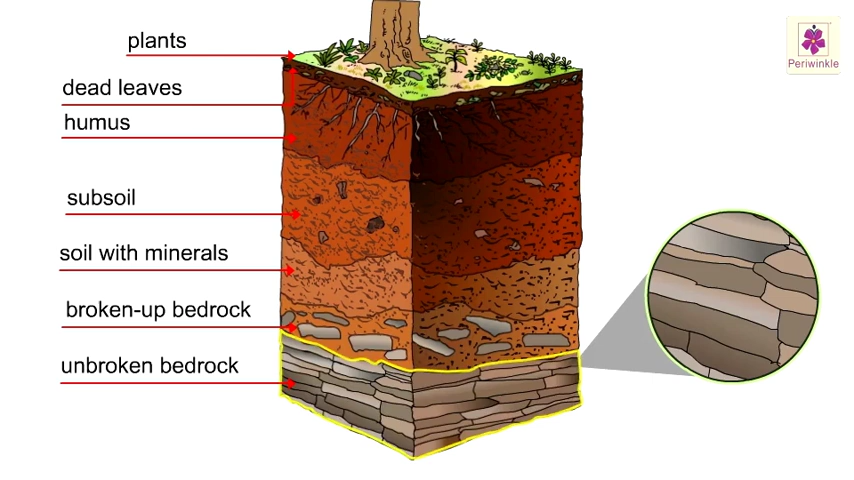 plants
dead leaves
humus
subsoil
soil with minerals
broken-up bedrock
unbroken bedrock
Periwinkle